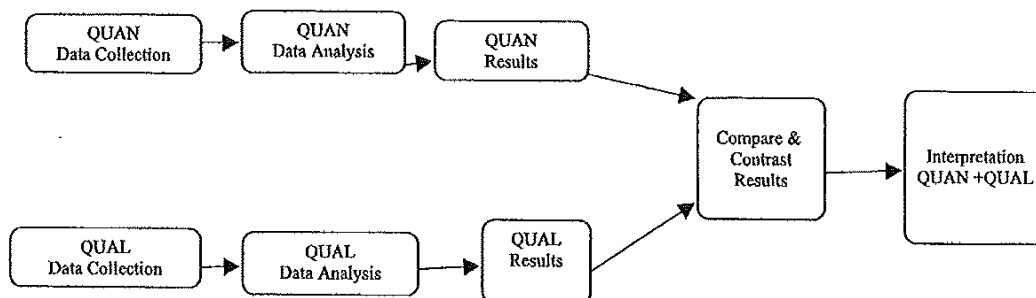 QUAN
Data Collection
QUAN
Data Analysis
QUAN
Results
Compare &
Contrast
Results
Interpretation
QUAN +QUAL
QUAL
Data Collection
QUAL
Data Analysis
QUAL
Results